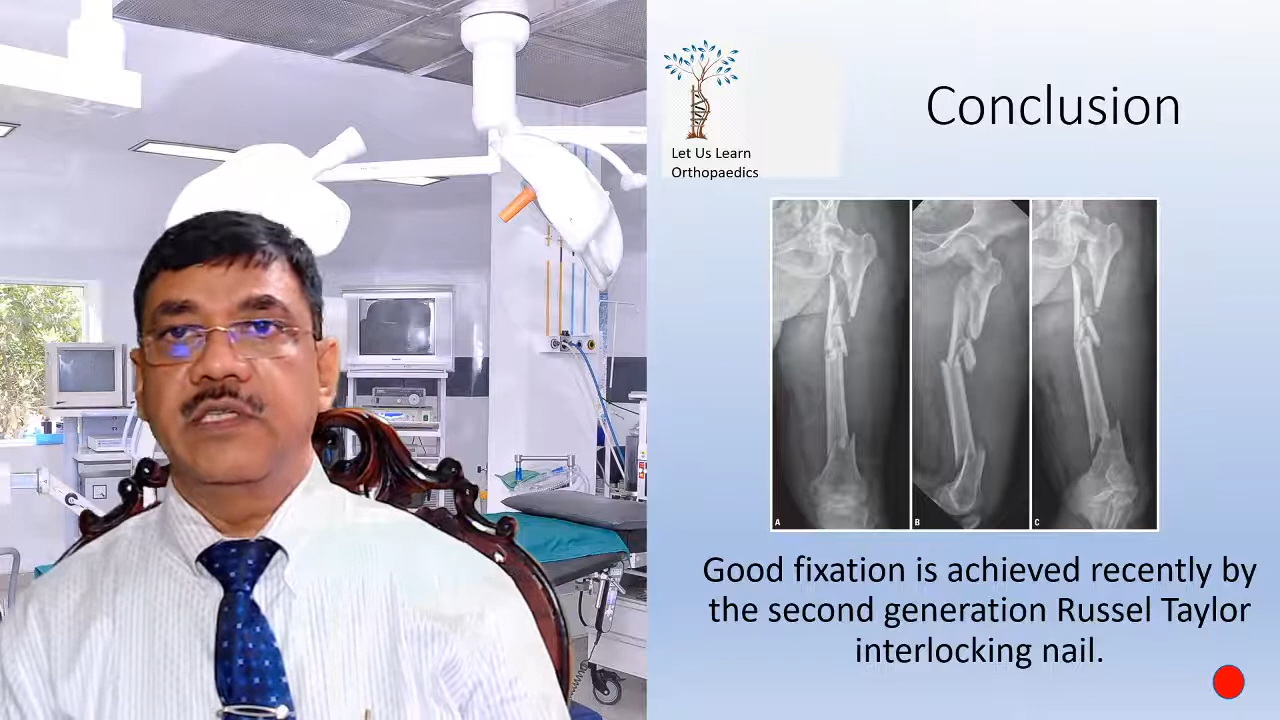 Let Us Learn
Orthopaedics
Conclusion
A
B
C
Good fixation is achieved recently by
the second generation Russel Taylor
interlocking nail.